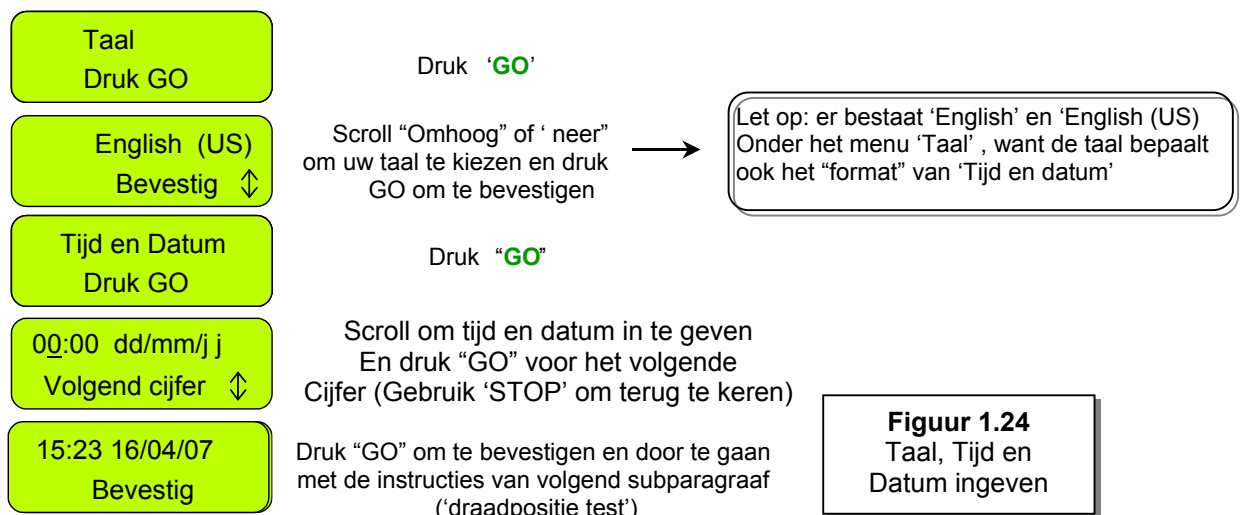 Taal
Druk GO
Druk ‘GO’
English (US)
Bevestig ↕
Scroll “Omhoog” of ‘ neer”
om uw taal te kiezen en druk
GO om te bevestigen
Let op: er bestaat ‘English’ en ‘English (US)
Onder het menu ‘Taal’ , want de taal bepaalt
ook het “format” van ‘Tijd en datum’
Tijd en Datum
Druk GO
Druk “GO”
00:00 dd/mm/j j
Volgend cijfer ↕
Scroll om tijd en datum in te geven
En druk “GO” voor het volgende
Cijfer (Gebruik ‘STOP’ om terug te keren)
15:23 16/04/07
Bevestig
Druk “GO” om te bevestigen en door te gaan
met de instructies van volgend subparagraaf
(‘draadpositie test’)
Figuur 1.24
Taal, Tijd en
Datum ingeven